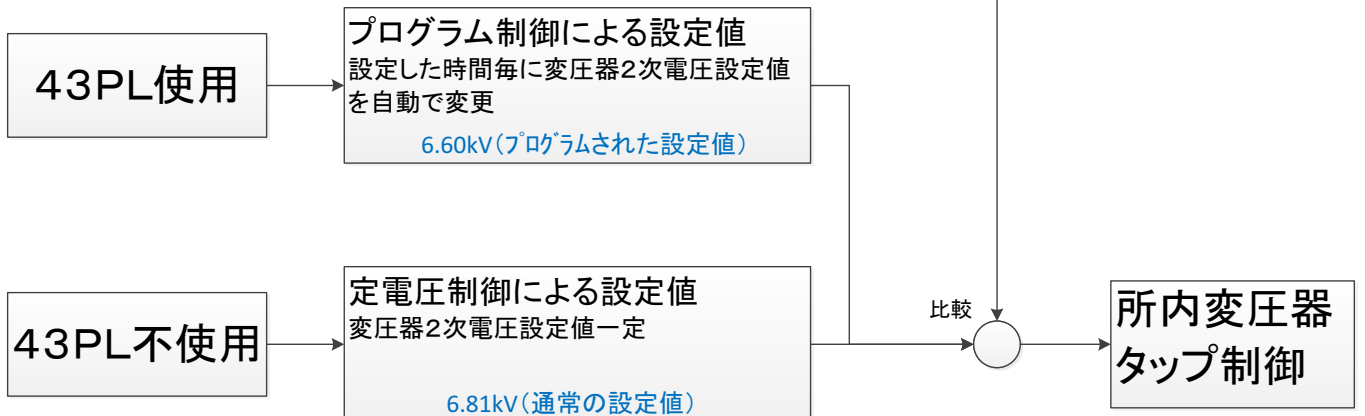 43PL使用
プログラム制御による設定値
設定した時間毎に変圧器2次電圧設定値
を自動で変更
6.60kV(ﾌﾟﾛｸﾞﾗﾑされた設定値)
43PL不使用
定電圧制御による設定値
変圧器2次電圧設定値一定
6.81kV(通常の設定値)
比較
所内変圧器
タップ制御